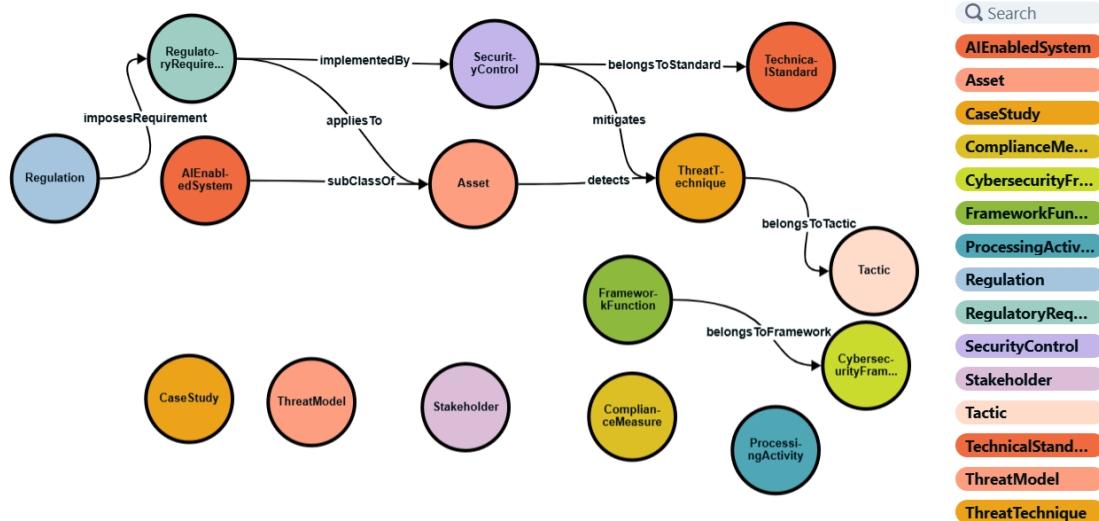 Regulato-
ryRequire...
implementedBy
Securit-
yControl
belongsToStandard
Technica-
lStandard
imposesRequirement
appliesTo
mitigates
Regulation
AIEnabl-
edSystem
subClassOf
Asset
detects
ThreatT-
echnique
belongsToTactic
Tactic
Framewor-
kFunction
belongsToFramework
Cybersec-
urityFram...
CaseStudy
ThreatModel
Stakeholder
Complian-
ceMeasure
Processi-
ngActivity
Search
AIEnabledSystem
Asset
CaseStudy
ComplianceMe...
CybersecurityFr...
FrameworkFun...
ProcessingActiv...
Regulation
RegulatoryReq...
SecurityControl
Stakeholder
Tactic
TechnicalStand...
ThreatModel
ThreatTechnique